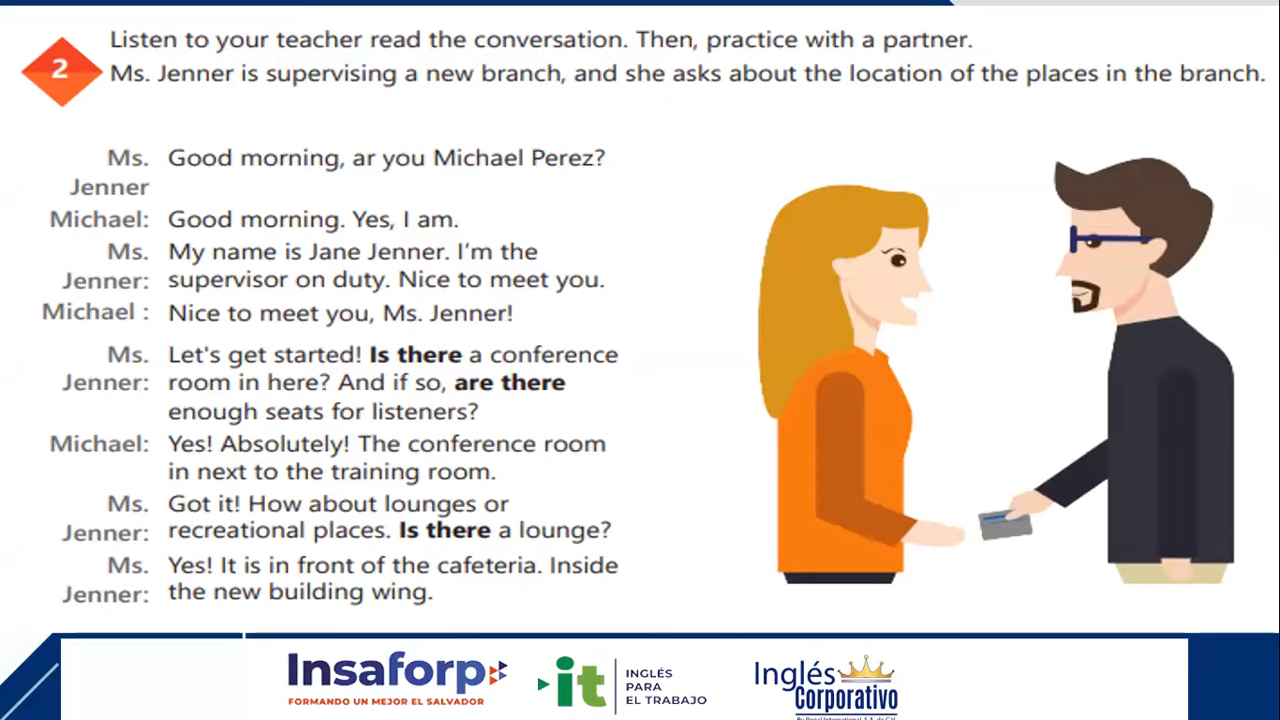 Listen to your teacher read the conversation. Then, practice with a partner.
2
Ms. Jenner is supervising a new branch, and she asks about the location of the places in the branch.
Ms. Good morning, ar you Michael Perez?
Jenner
Michael: Good morning. Yes, I am.
Ms. My name is Jane Jenner. I'm the
Jenner: supervisor on duty. Nice to meet you.
Michael : Nice to meet you, Ms. Jenner!
Ms. Let's get started! Is there a conference
Jenner: room in here? And if so, are there
enough seats for listeners?
Michael: Yes! Absolutely! The conference room
in next to the training room.
Ms. Got it! How about lounges or
Jenner: recreational places. Is there a lounge?
Ms. Yes! It is in front of the cafeteria. Inside
Jenner: the new building wing.
Insaforp
FORMANDO UN MEJOR EL SALVADOR
it
INGLÉS
PARA
EL TRABAJO
Inglés
Corporativo